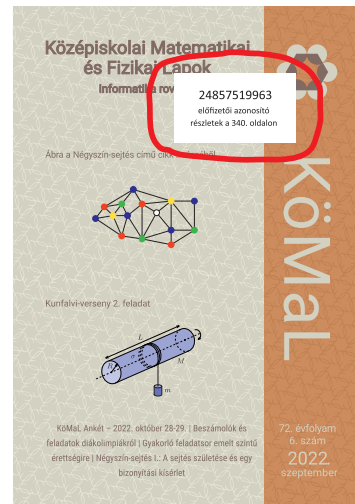 Középiskolai Matematikai
és Fizikai Lapok
Informatika
24857519963
előfizetői azonosító
részletek a 340. oldalon
Ábra a Négyszín-sejtés című cikk
KöMaL
Kunfalvi-verseny 2. feladat
L
R
M
m
KöMaL Ankét – 2022. október 28-29. | Beszámolók és
feladatok diákolimpiákról | Gyakorló feladatsor emelt szintű
érettségire | Négyszín-sejtés I.: A sejtés születése és egy
bizonyítási kísérlet
72. évfolyam
6. szám
2022.
szeptember